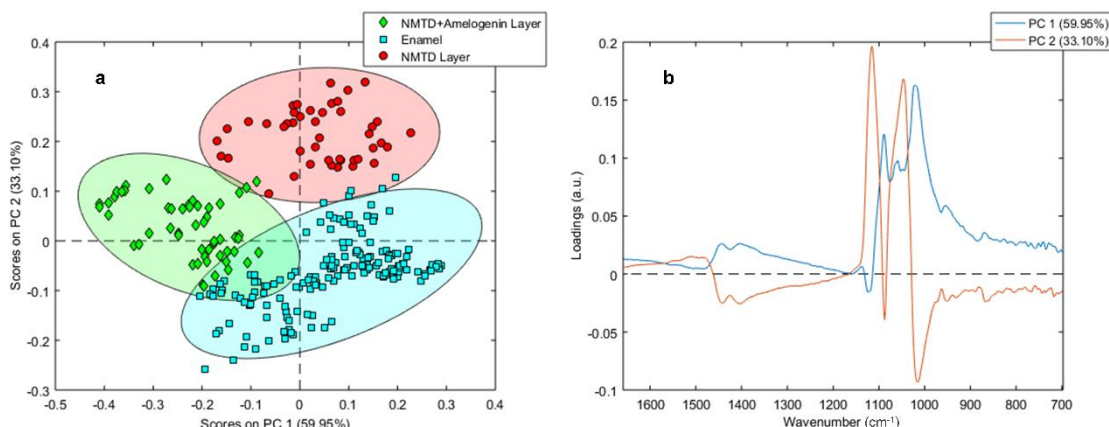 NMTD+Amelogenin Layer
Enamel
NMTD Layer
a
0.4
0.3
0.2
0.1
0
-0.1
-0.2
-0.3
Scores on PC 2 (33.10%)
-0.5 -0.4 -0.3 -0.2 -0.1 0 0.1 0.2 0.3 0.4
Scores on PC 1 (59.95%)
PC 1 (59.95%)
PC 2 (33.10%)
b
0.2
0.15
0.1
0.05
0
-0.05
-0.1
Loadings (a.u.)
1600 1500 1400 1300 1200 1100 1000 900 800 700
Wavenumber (cm-1)